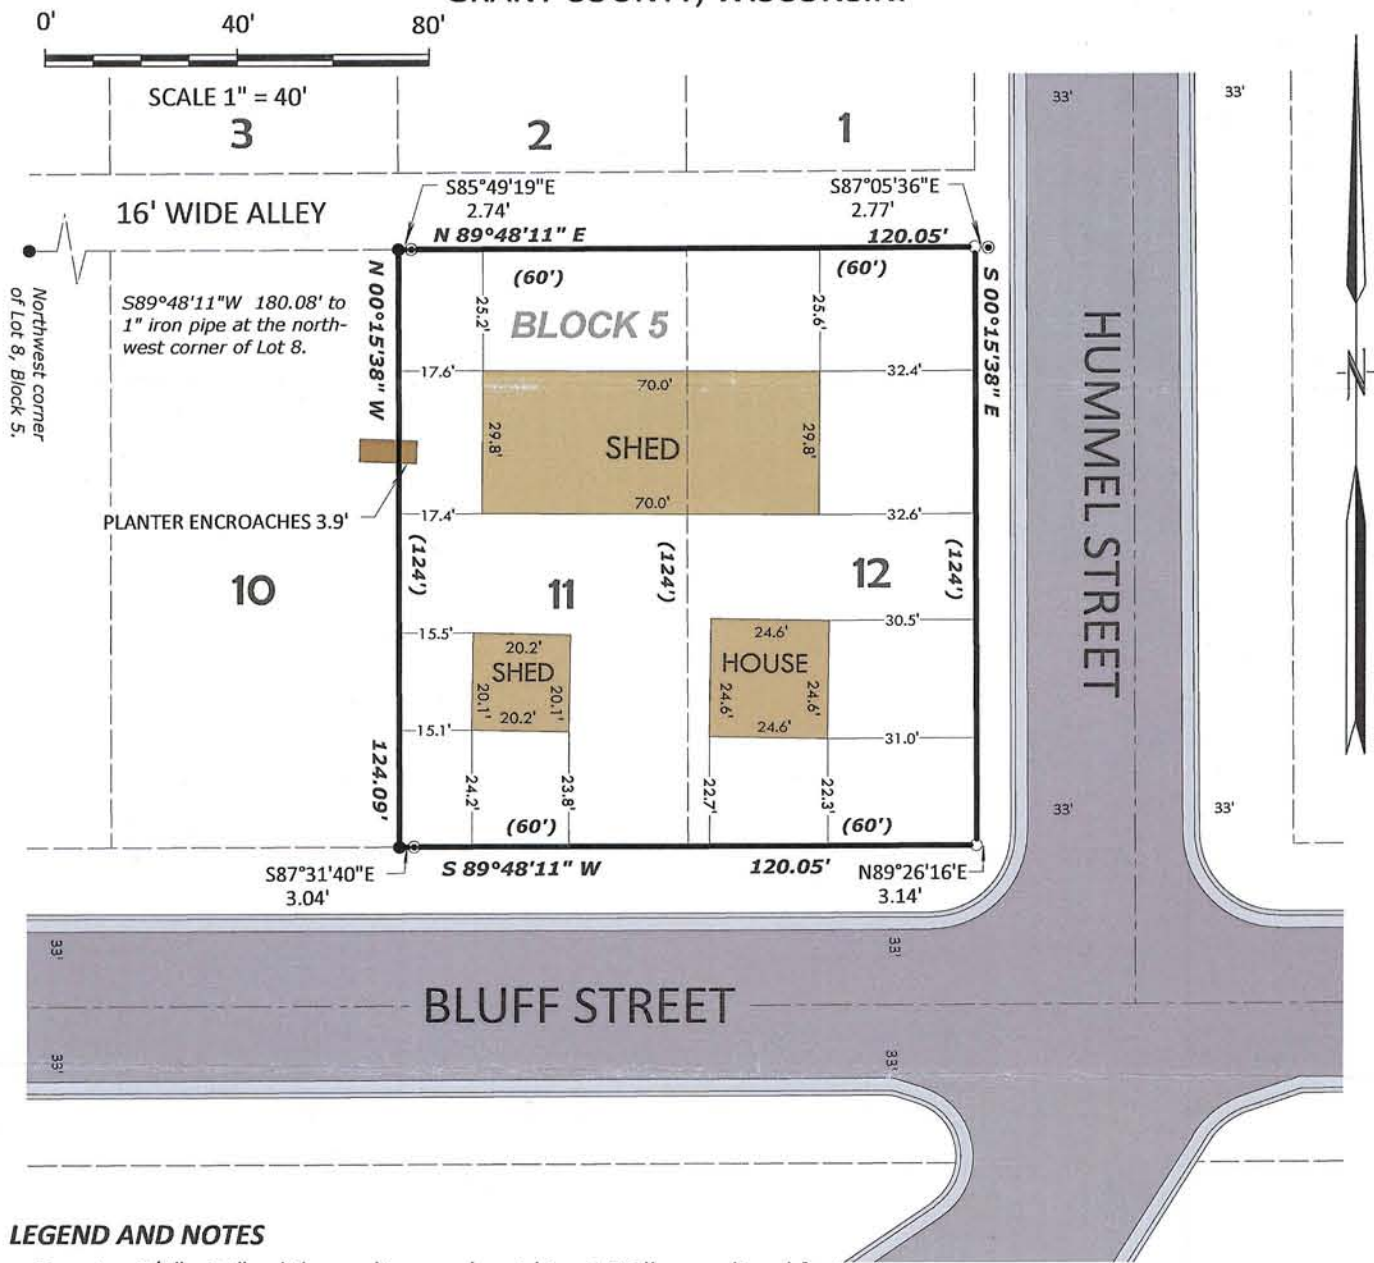 GRANT COUNTY, WISCONSIN.
0' 40' 80'
SCALE 1" = 40'
3
2
1
33'
33'
16' WIDE ALLEY
S85°49'19"E
2.74'
S87°05'36"E
2.77'
N 89°48'11" E
120.05'
(60')
(60')
Northwest corner
of Lot 8, Block 5.
S89°48'11"W 180.08' to
1" iron pipe at the north-
west corner of Lot 8.
N 00°15'38" W
S 00°15'38" E
25.2'
BLOCK 5
25.6'
17.6'
70.0'
32.4'
29.8'
SHED
29.8'
70.0'
17.4'
32.6'
PLANTER ENCROACHES 3.9'
HUMMEL STREET
N
(124')
(124')
(124')
10
11
12
15.5'
20.2'
SHED
20.1'
20.1'
20.2'
15.1'
24.6'
HOUSE
24.6'
24.6'
24.6'
30.5'
31.0'
124.09'
24.2'
23.8'
22.7'
22.3'
33'
33'
(60')
(60')
S87°31'40"E
3.04'
S 89°48'11" W
120.05'
N89°26'16'E
3.14'
33'
33'
BLUFF STREET
33'
33'
LEGEND AND NOTES